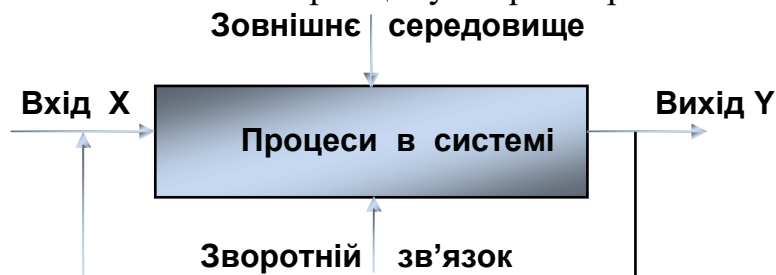 Зовнішнє середовище
Вхід X
Вихід Y
Процеси в системі
Зворотній зв’язок